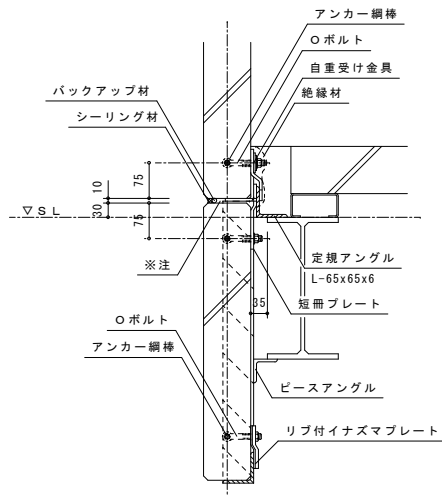 アンカー綱棒
Oボルト
自重受け金具
絶縁材
バックアップ材
シーリング材
75
10
30
75
▽SL
※注
35
定規アングル
L-65x65x6
短冊プレート
Oボルト
アンカー綱棒
ピースアングル
リブ付イナズマプレート